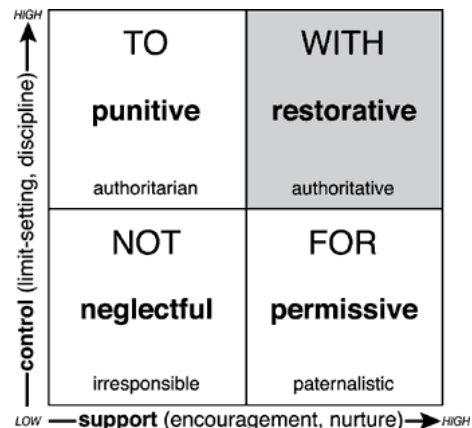 HIGH
control (limit-setting, discipline)
TO
punitive
authoritarian
WITH
restorative
authoritative
NOT
neglectful
irresponsible
FOR
permissive
paternalistic
LOW
support (encouragement, nurture)
HIGH